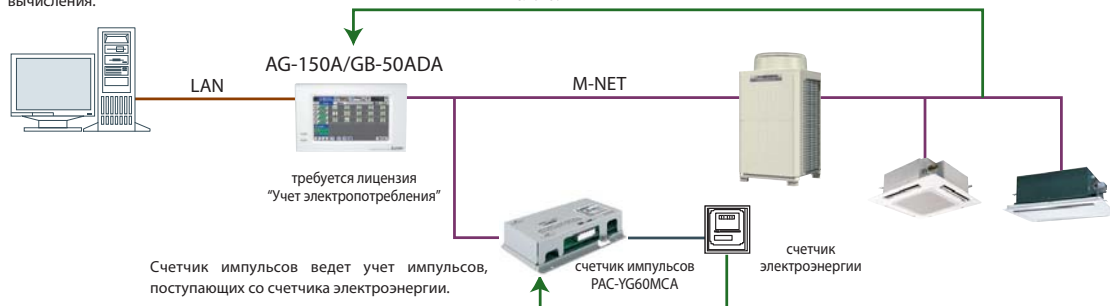 вычисления.
AG-150A/GB-50ADA
LAN
M-NET
требуется лицензия
“Учет электропотребления”
счетчик
электроэнергии
счетчик импульсов
PAC-YG60MCA
Счетчик импульсов ведет учет импульсов,
поступающих со счетчика электроэнергии.